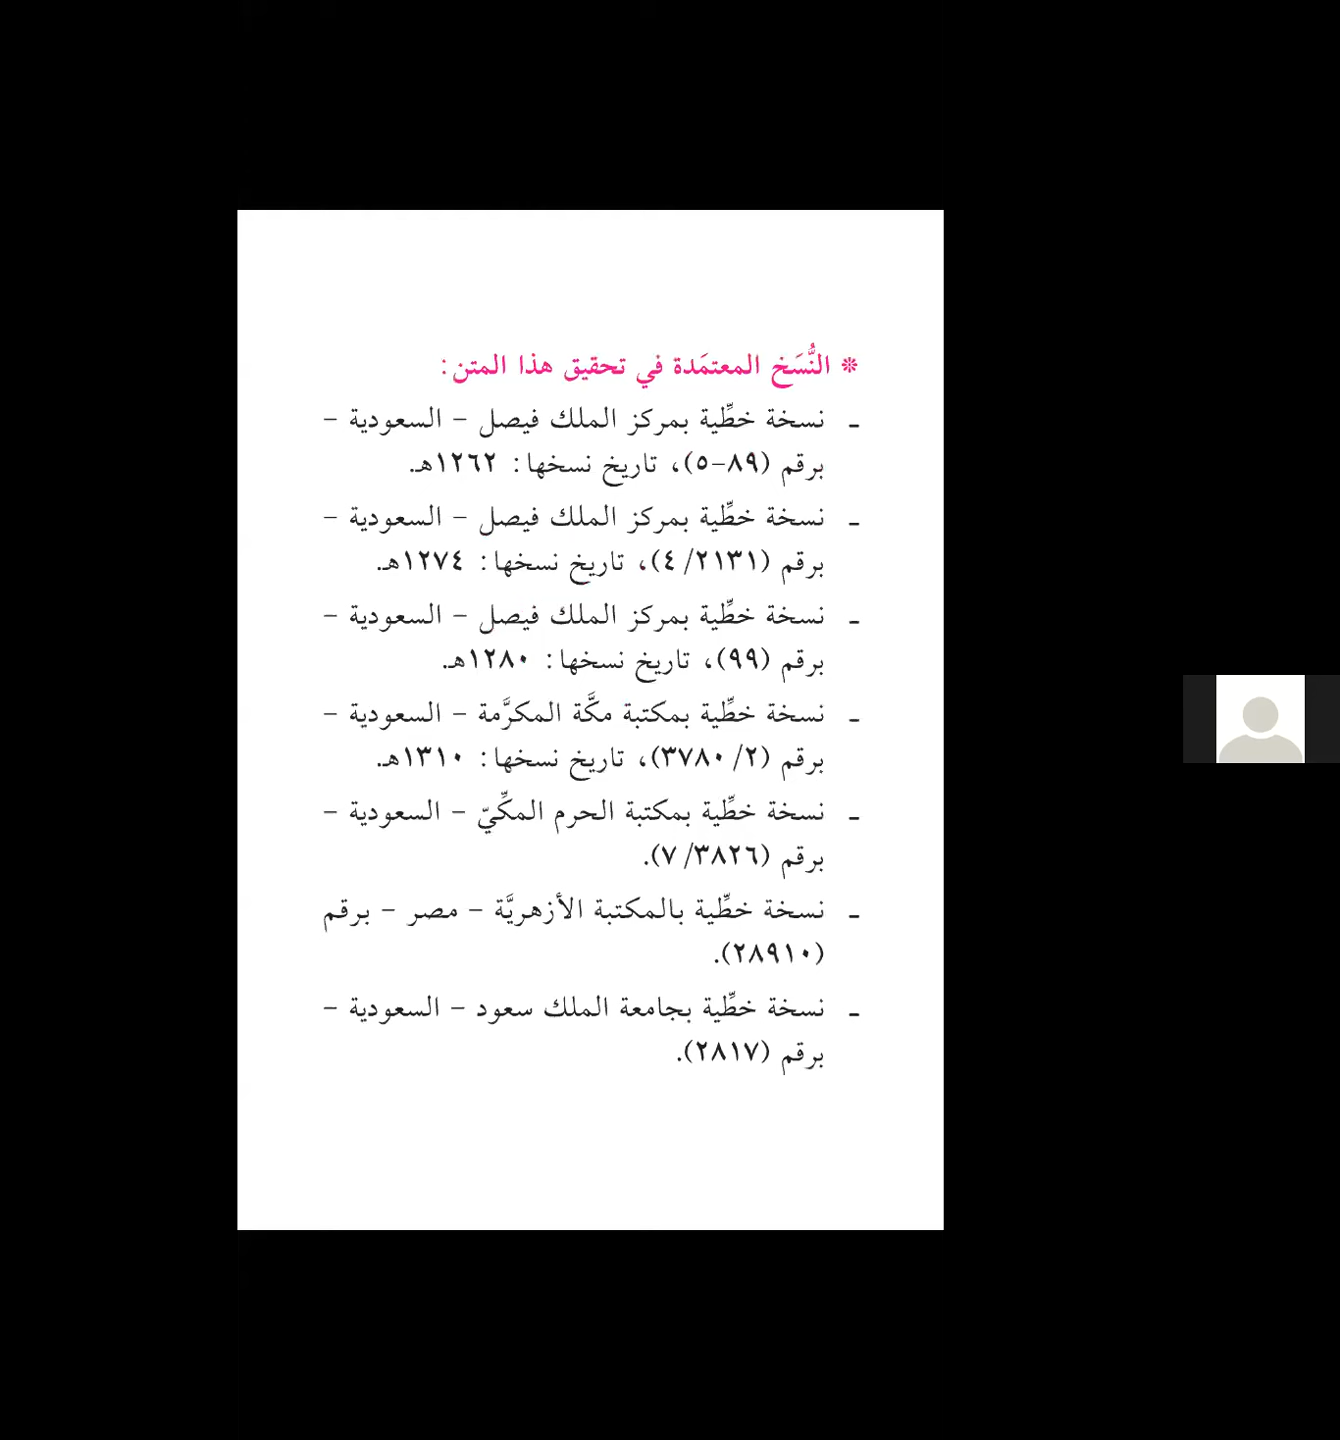 * النُّسَخ المعتمَدة في تحقيق هذا المتن:
ـ نسخة خطِّية بمركز الملك فيصل – السعودية –
برقم (٨٩-٥)، تاريخ نسخها: ١٢٦٢هـ.
ـ نسخة خطِّية بمركز الملك فيصل – السعودية –
برقم (٢١٣١/ ٤)، تاريخ نسخها: ١٢٧٤هـ.
ـ نسخة خطِّية بمركز الملك فيصل – السعودية –
برقم (٩٩)، تاريخ نسخها: ١٢٨٠هـ.
ـ نسخة خطِّية بمكتبة مكَّة المكرَّمة – السعودية –
برقم (٢/ ٣٧٨٠)، تاريخ نسخها: ١٣١٠هـ.
ـ نسخة خطِّية بمكتبة الحرم المكِّيّ – السعودية –
برقم (٣٨٢٦/ ٧).
ـ نسخة خطِّية بالمكتبة الأزهريَّة – مصر – برقم
(٢٨٩١٠).
ـ نسخة خطِّية بجامعة الملك سعود – السعودية –
برقم (٢٨١٧).